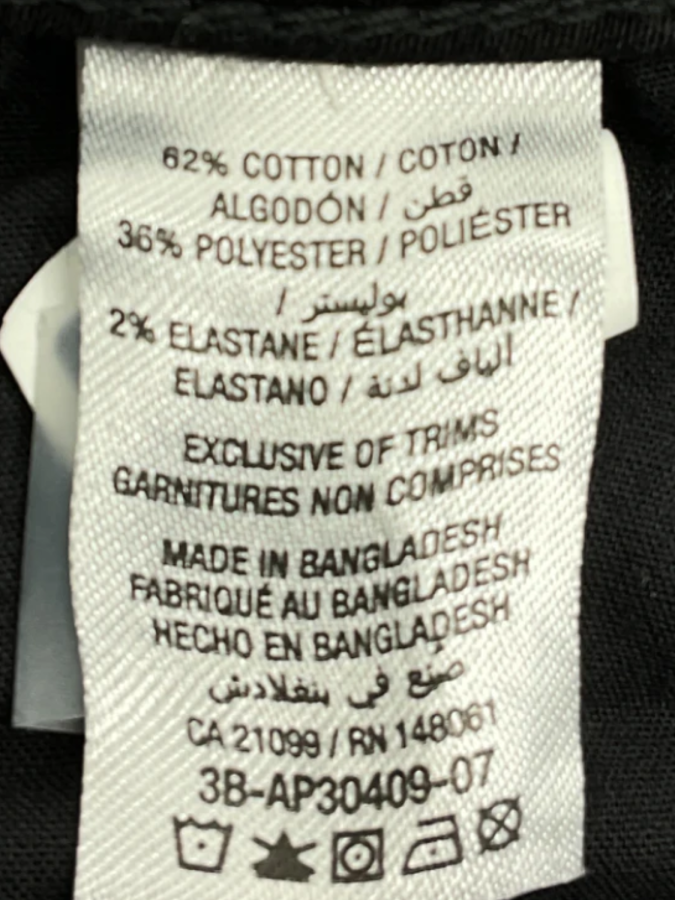 62% COTTON / COTON /
ALGODÓN / قطن
36% POLYESTER / POLIÉSTER
/ بوليستر
2% ELASTANE / ÉLASTHANNE /
ELASTANO / ألياف لدنة
EXCLUSIVE OF TRIMS
GARNITURES NON COMPRISES
MADE IN BANGLADESH
FABRIQUÉ AU BANGLADESH
HECHO EN BANGLADESH
صنع في بنغلادش
CA 21099 / RN 148061
3B-AP30409-07